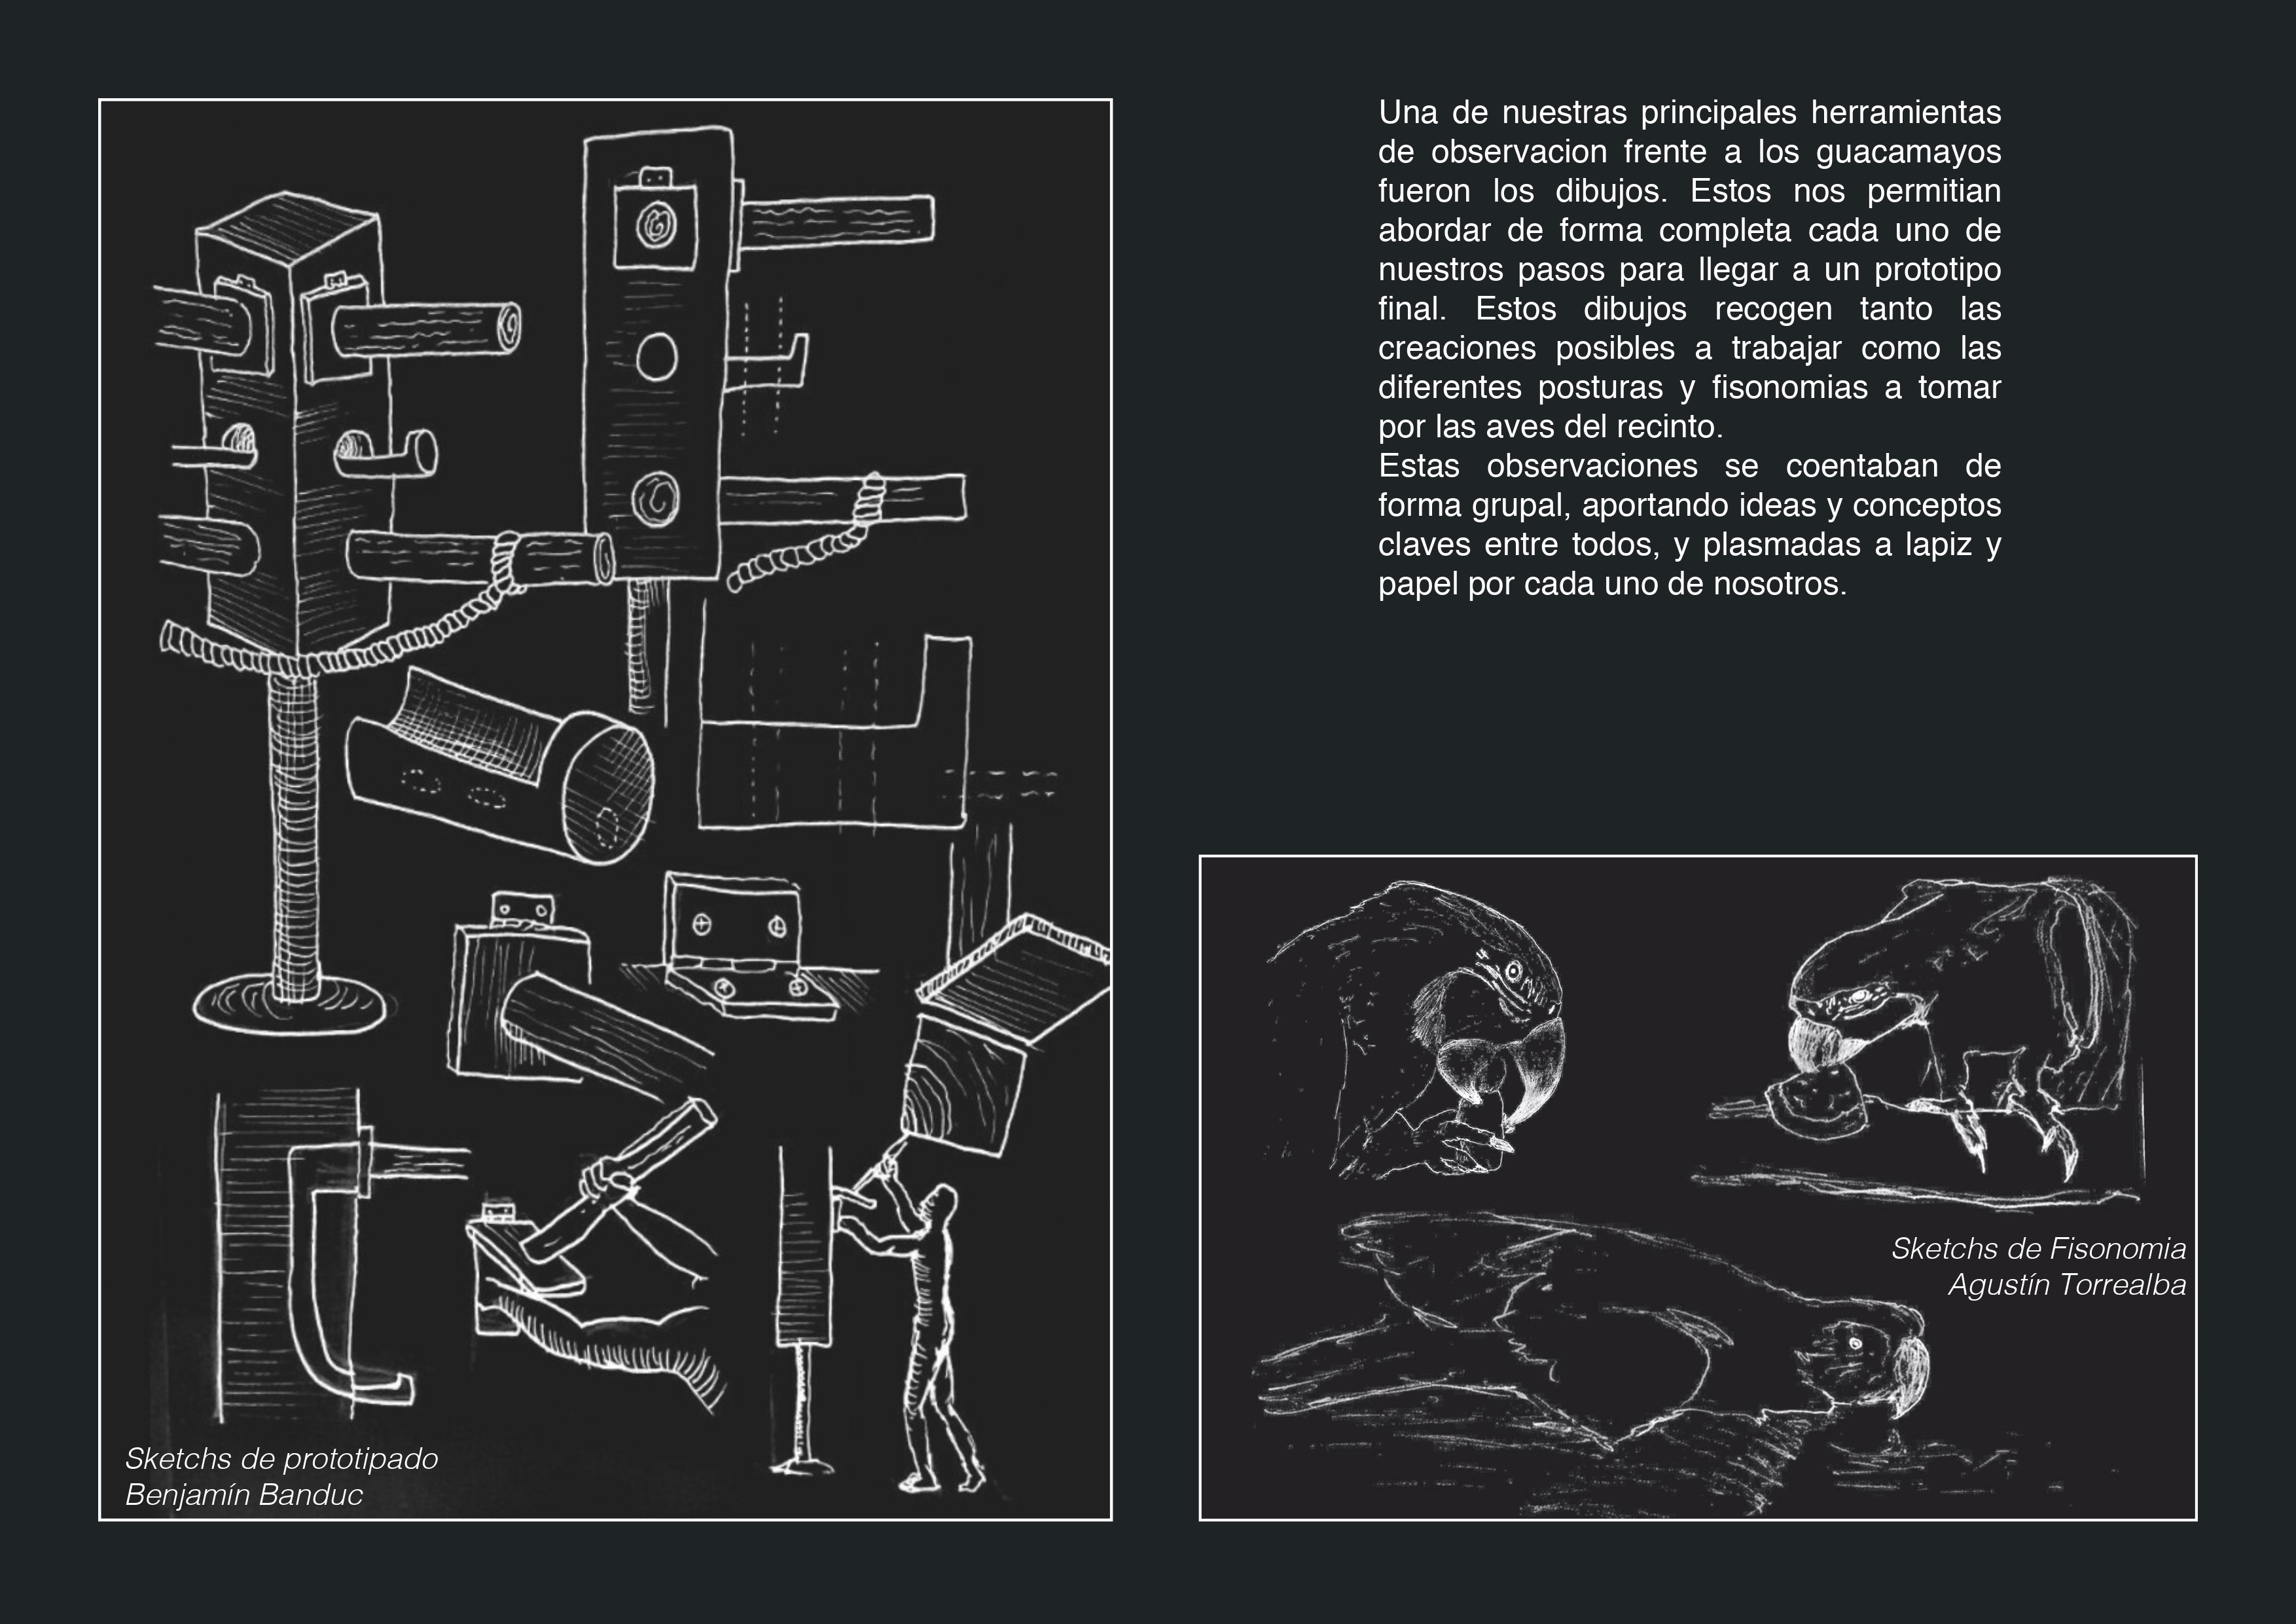 Una de nuestras principales herramientas
de observacion frente a los guacamayos
fueron los dibujos. Estos nos permitian
abordar de forma completa cada uno de
nuestros pasos para llegar a un prototipo
final. Estos dibujos recogen tanto las
creaciones posibles a trabajar como las
diferentes posturas y fisonomias a tomar
por las aves del recinto.
Estas observaciones se coentaban de
forma grupal, aportando ideas y conceptos
claves entre todos, y plasmadas a lapiz y
papel por cada uno de nosotros.
Sketchs de prototipado
Benjamín Banduc
Sketchs de Fisonomia
Agustín Torrealba